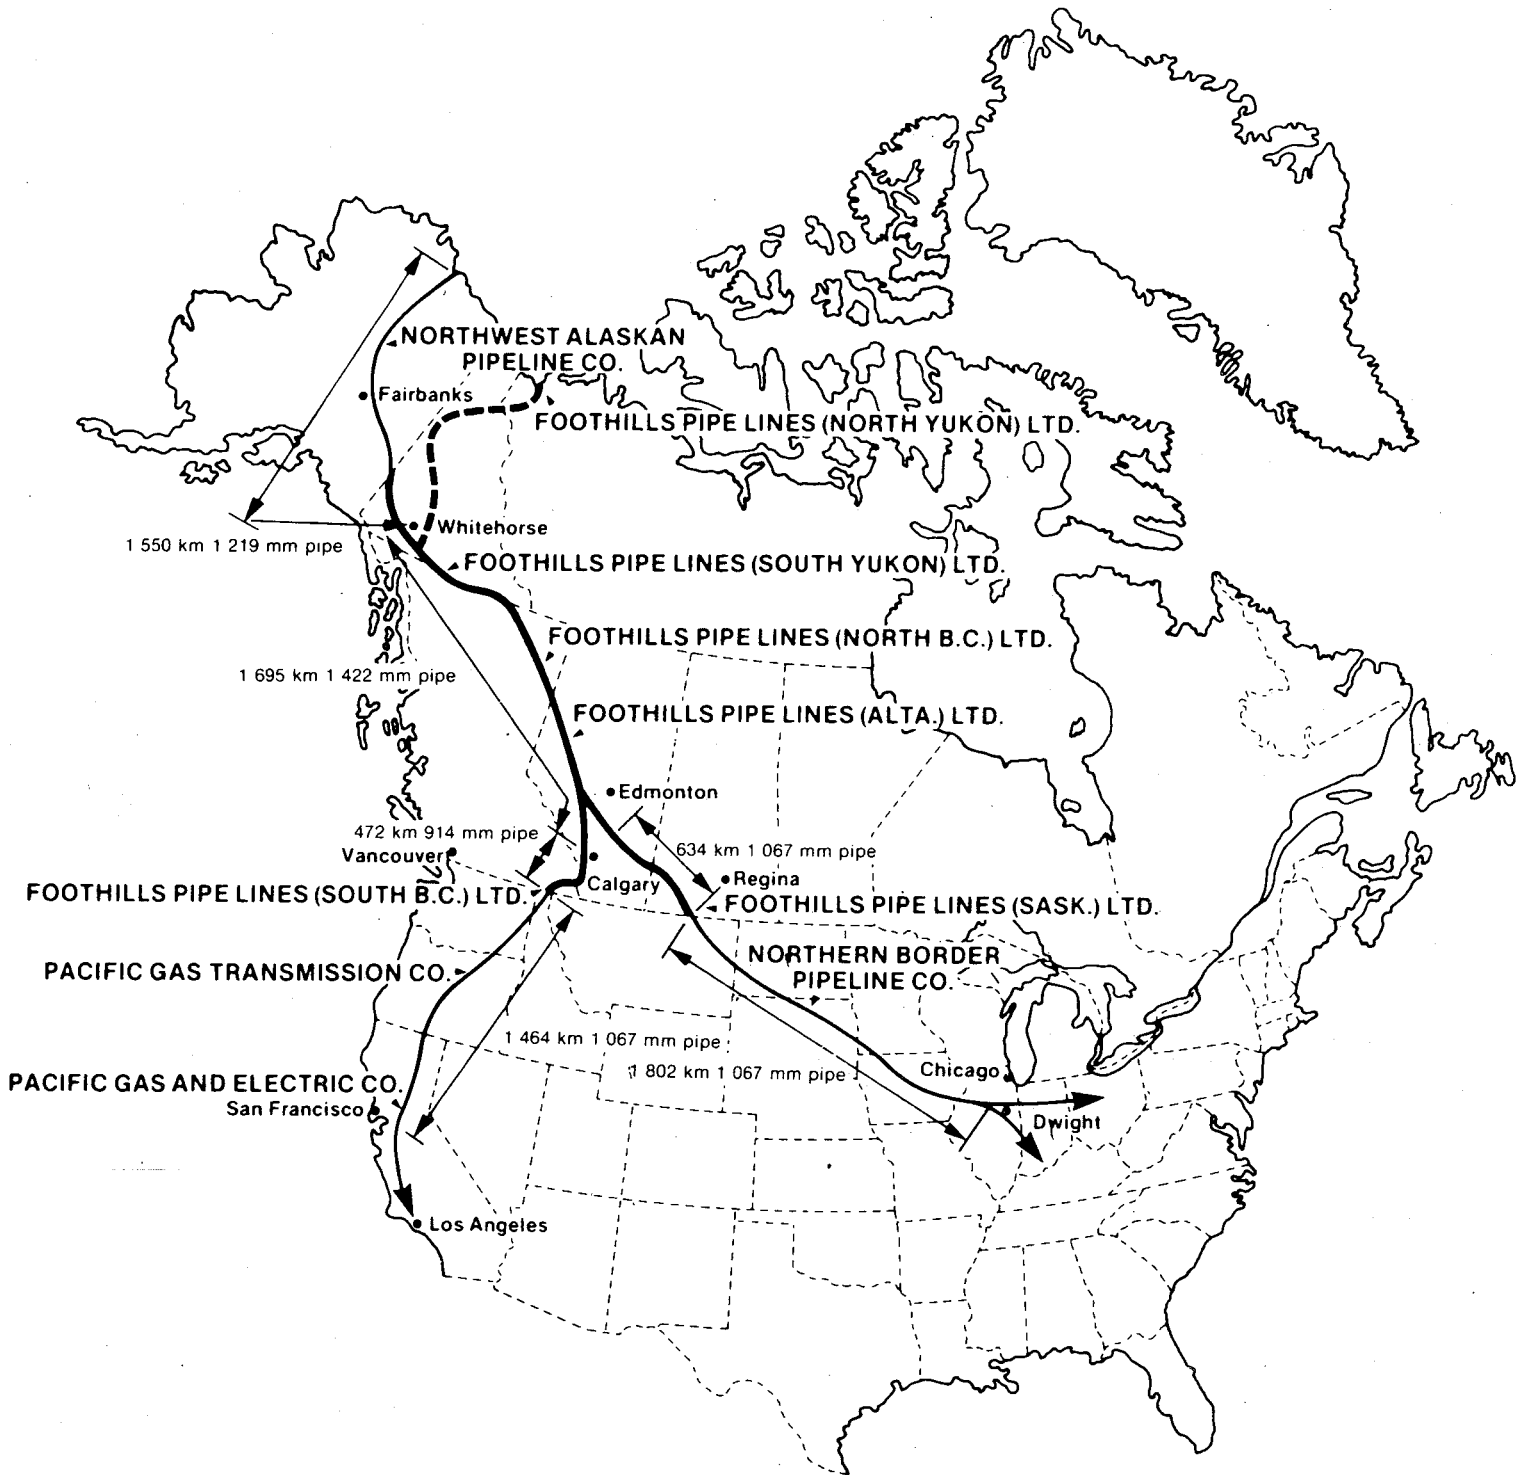 NORTHWEST ALASKAN
PIPELINE CO.
Fairbanks
FOOTHILLS PIPE LINES (NORTH YUKON) LTD.
Whitehorse
1 550 km 1 219 mm pipe
FOOTHILLS PIPE LINES (SOUTH YUKON) LTD.
FOOTHILLS PIPE LINES (NORTH B.C.) LTD.
1 695 km 1 422 mm pipe
FOOTHILLS PIPE LINES (ALTA.) LTD.
Edmonton
472 km 914 mm pipe
634 km 1 067 mm pipe
Vancouver
Calgary
Regina
FOOTHILLS PIPE LINES (SOUTH B.C.) LTD.
FOOTHILLS PIPE LINES (SASK.) LTD.
NORTHERN BORDER
PIPELINE CO.
PACIFIC GAS TRANSMISSION CO.
1 464 km 1 067 mm pipe
1 802 km 1 067 mm pipe
Chicago
PACIFIC GAS AND ELECTRIC CO.
San Francisco
Dwight
Los Angeles